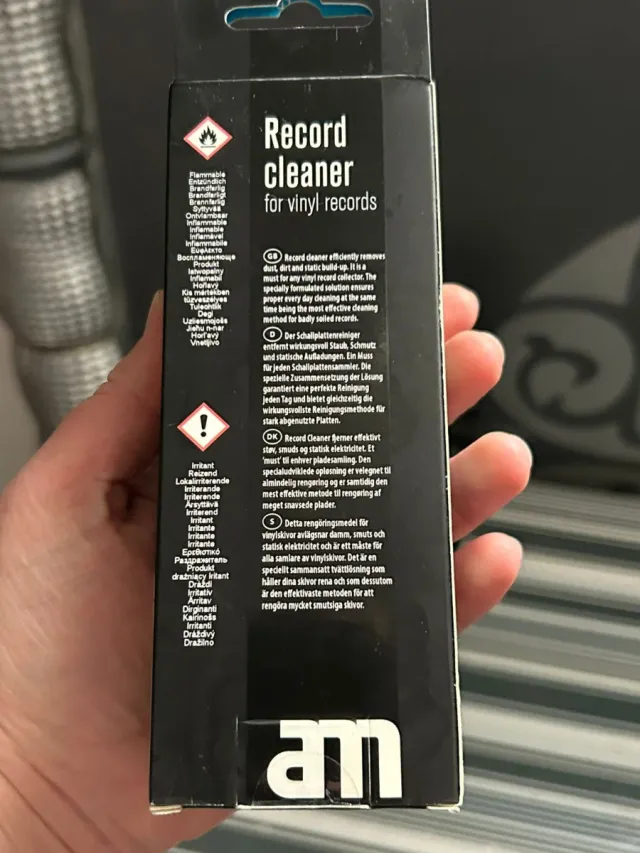 Record
cleaner
for vinyl records
Flammable
Entzündlich
Brandfarlig
Brandfarligt
Brannfarlig
Syttyvää
Ontvlambaar
Inflammable
Inflamable
Inflamável
Infiammabile
Εύφλεκτο
Воспламеняюще
Produkt
łatwopalny
Inflamabil
Hořlavý
Kis mértékben
tűzveszélyes
Tuleohtlik
Degi
Uzliesmojošs
Horľavý
Vnetljivo
GB Record cleaner efficiently removes
dust, dirt and static build-up. It is a
must for any vinyl record collector. The
specially formulated solution ensures
proper every day cleaning at the same
time being the most effective cleaning
method for badly soiled records.
D Der Schallplattenreiniger
entfernt wirkungsvoll Staub, Schmutz
und statische Aufladungen. Ein Muss
für jeden Schallplattensammler. Die
spezielle Zusammensetzung der Lösung
garantiert eine perfekte Reinigung
jeden Tag und bietet gleichzeitig die
wirkungsvollste Reinigungsmethode für
stark abgenutzte Platten.
DK Record Cleaner fjerner effektivt
støv, smuds og statisk elektricitet. Et
'must' til enhver pladesamling. Den
specialudviklede opløsning er velegnet til
almindelig rengøring og er samtidig den
mest effektive metode til rengøring af
meget snavsede plader.
S Detta rengöringsmedel för
vinylskivor avlägsnar damm, smuts och
statisk elektricitet och är ett måste för
alla samlare av vinylskivor. Det är en
speciellt sammansatt tvättlösning som
håller dina skivor rena och som dessutom
är den effektivaste metoden för att
rengöra mycket smutsiga skivor.
Irritant
Reizend
Lokalirriterende
Irriterande
Irriterende
Ärsyttävä
Irriterend
Irritant
Irritante
Irritante
Irritante
Ερεθιστικό
Раздражитель
Produkt
drażniący Iritant
Dráždí
Irritatív
Ärritav
Dirginanti
Kairinošs
Irritanti
Dráždivý
Dražilno
am